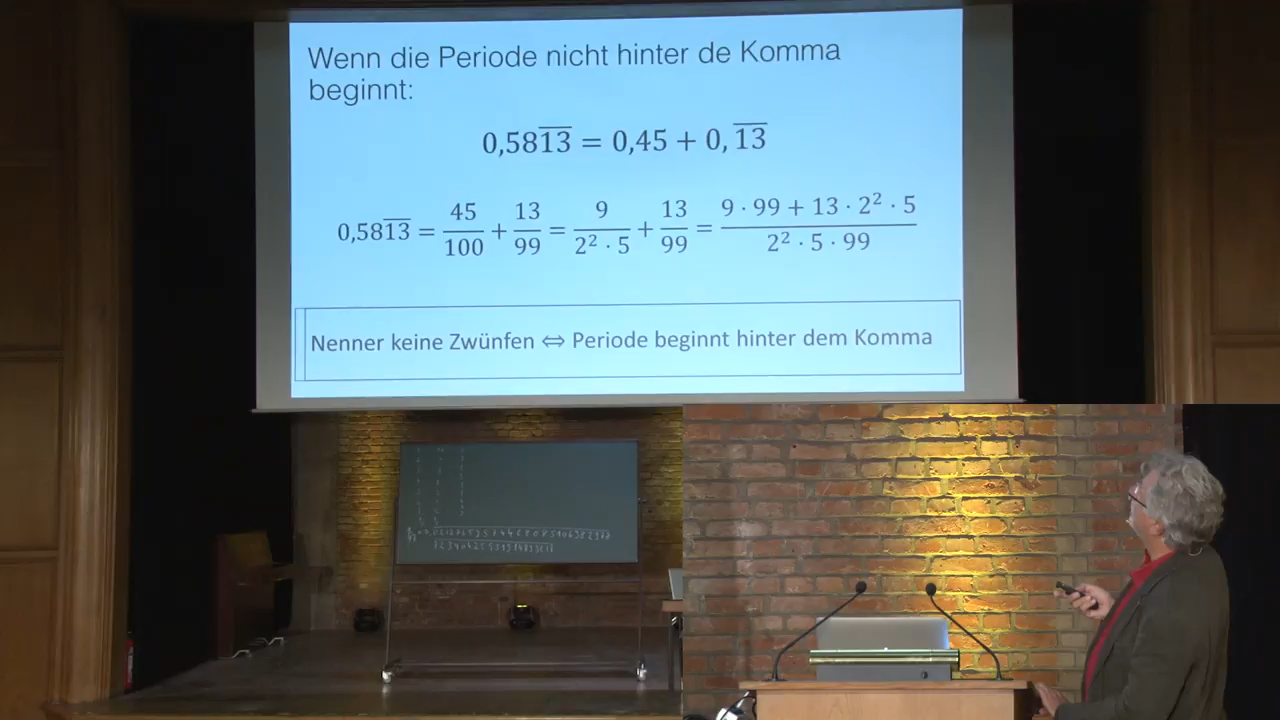 Wenn die Periode nicht hinter de Komma
beginnt:
0,58\overline{13} = 0,45 + 0,\overline{13}
0,58\overline{13} = \frac{45}{100} + \frac{13}{99} = \frac{9}{2^2 \cdot 5} + \frac{13}{99} = \frac{9 \cdot 99 + 13 \cdot 2^2 \cdot 5}{2^2 \cdot 5 \cdot 99}
Nenner keine Zwünfen ⇔ Periode beginnt hinter dem Komma